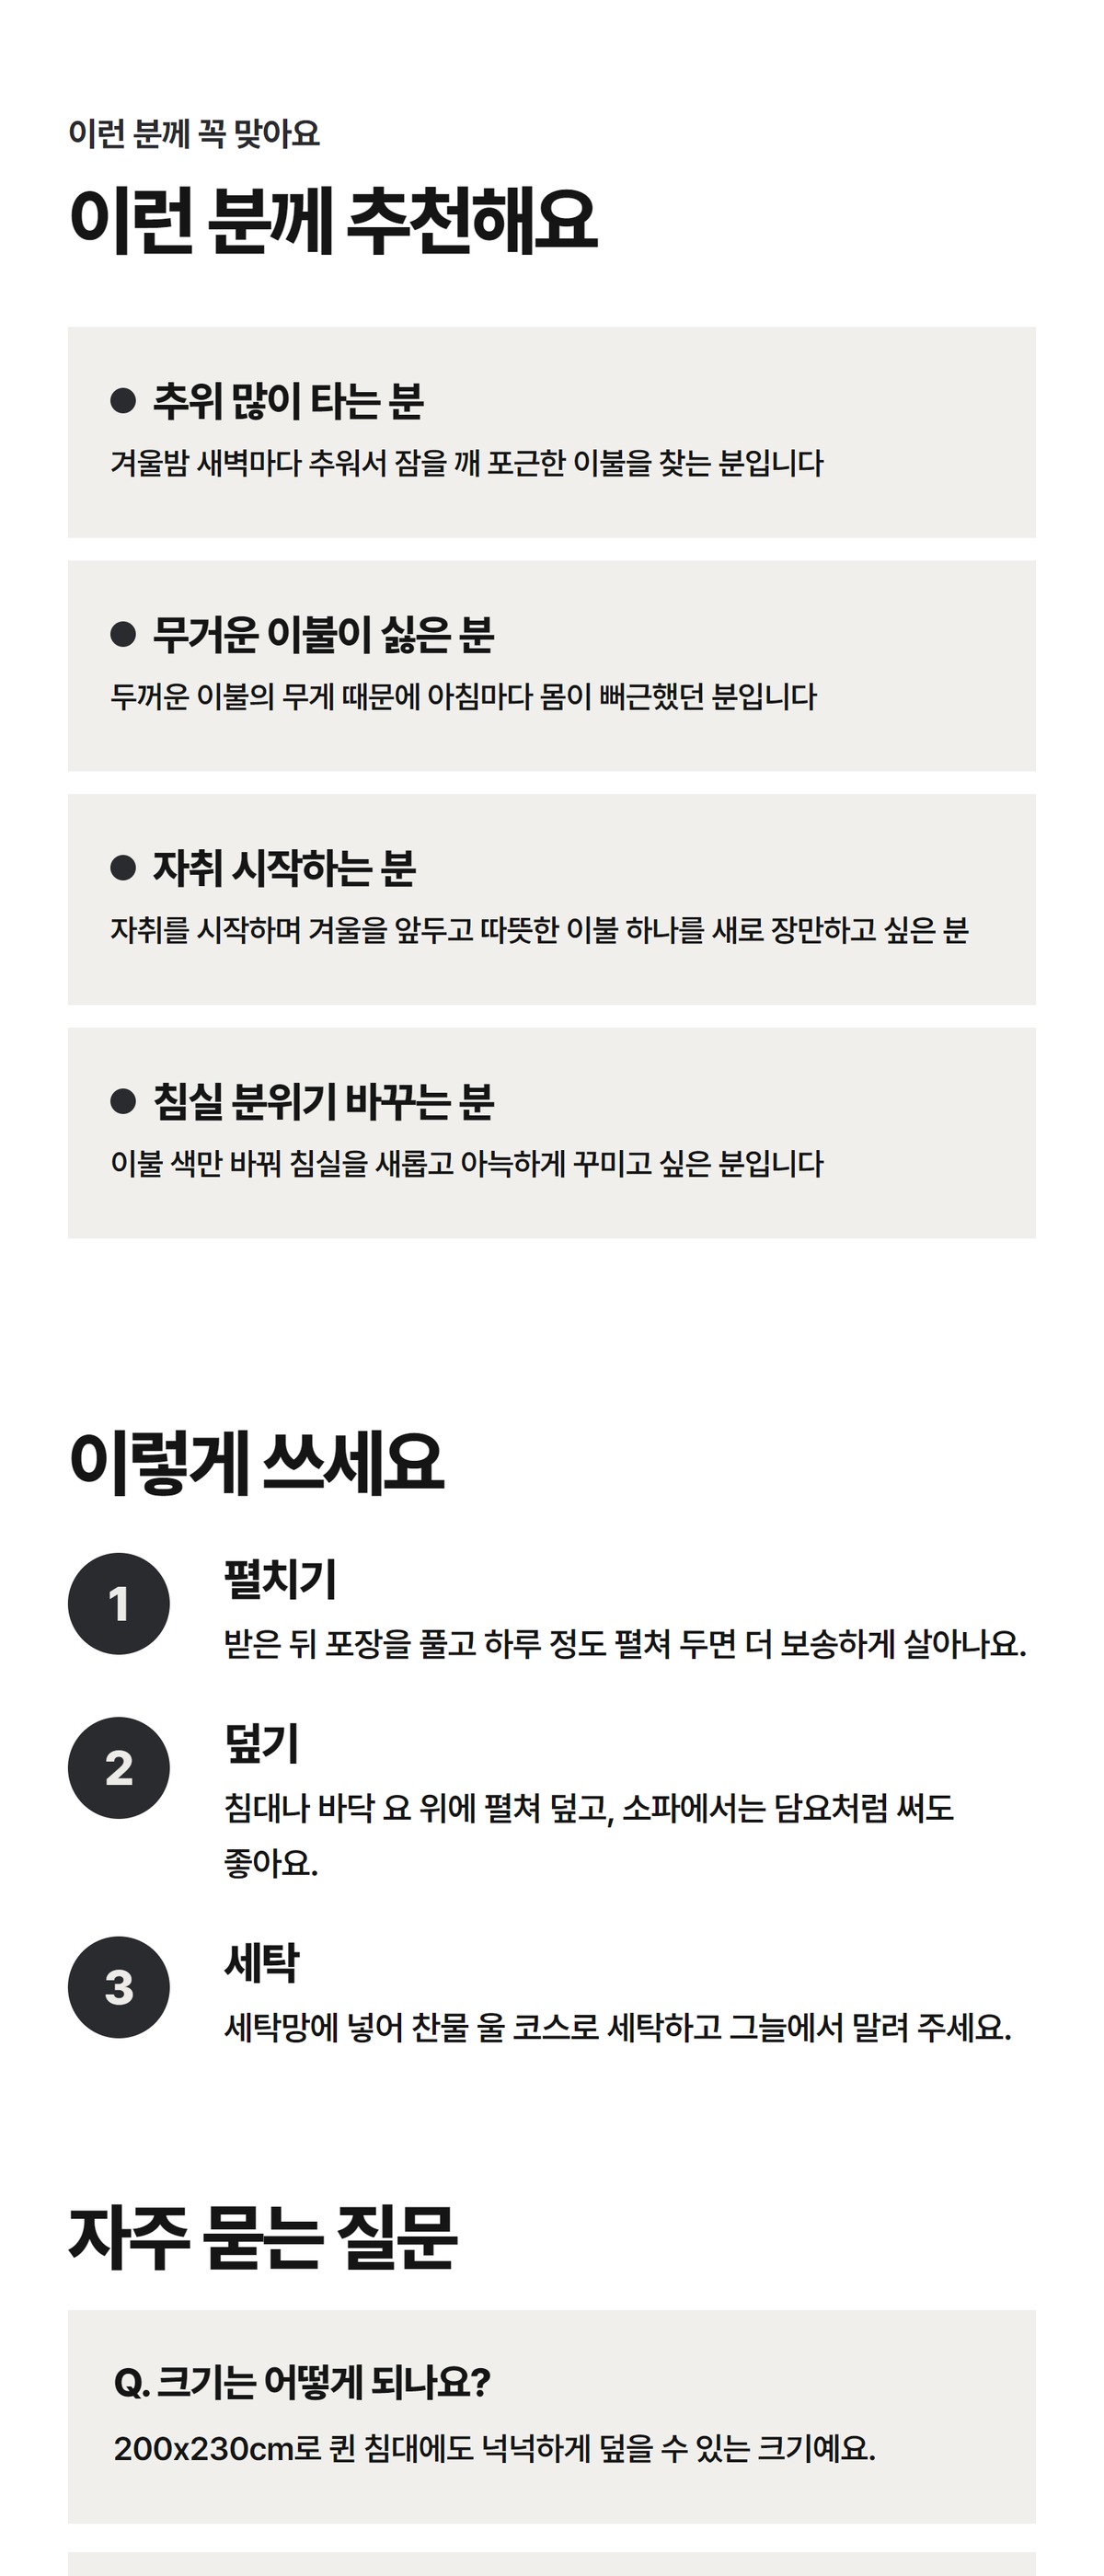 이런 분께 꼭 맞아요
이런 분께 추천해요
추위 많이 타는 분
겨울밤 새벽마다 추워서 잠을 깨 포근한 이불을 찾는 분입니다
무거운 이불이 싫은 분
두꺼운 이불의 무게 때문에 아침마다 몸이 뻐근했던 분입니다
자취 시작하는 분
자취를 시작하며 겨울을 앞두고 따뜻한 이불 하나를 새로 장만하고 싶은 분
침실 분위기 바꾸는 분
이불 색만 바꿔 침실을 새롭고 아늑하게 꾸미고 싶은 분입니다
이렇게 쓰세요
1
펼치기
받은 뒤 포장을 풀고 하루 정도 펼쳐 두면 더 보송하게 살아나요.
2
덮기
침대나 바닥 요 위에 펼쳐 덮고, 소파에서는 담요처럼 써도
좋아요.
3
세탁
세탁망에 넣어 찬물 울 코스로 세탁하고 그늘에서 말려 주세요.
자주 묻는 질문
Q. 크기는 어떻게 되나요?
200x230cm로 퀸 침대에도 넉넉하게 덮을 수 있는 크기예요.